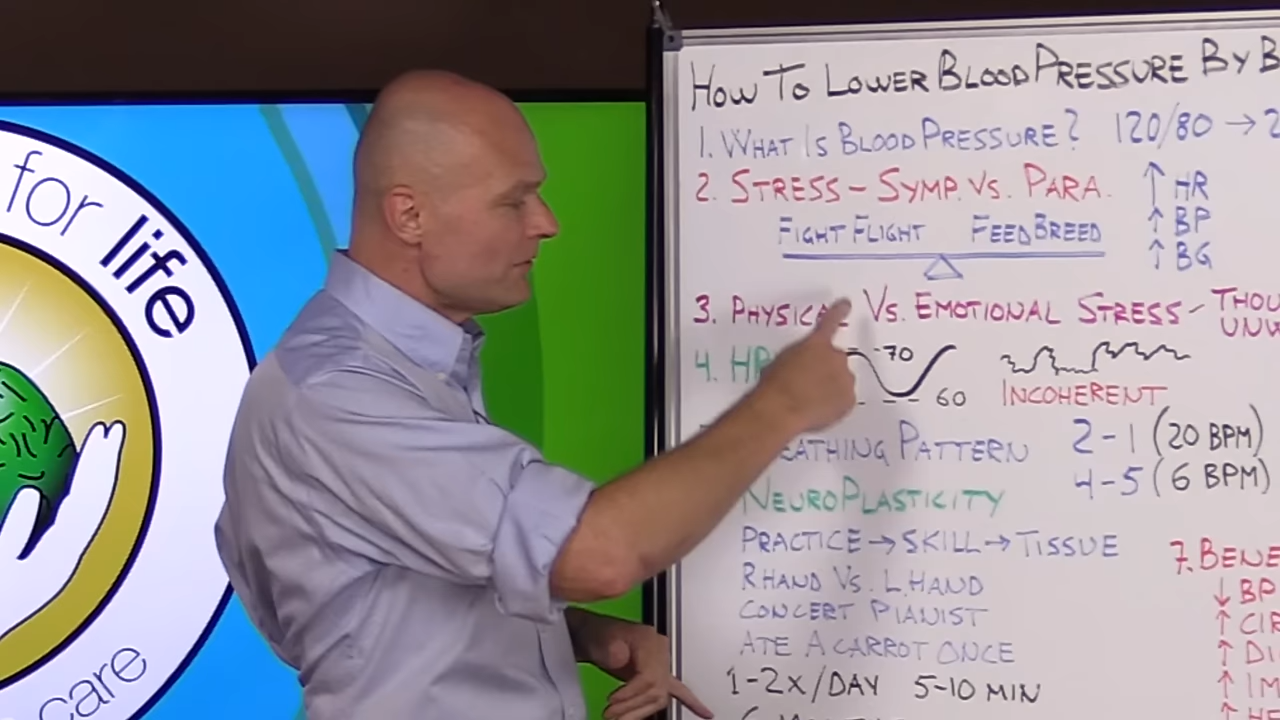 for life
care
HOW TO LOWER BLOOD PRESSURE BY B
1. WHAT IS BLOOD PRESSURE? 120/80 → 2
2. STRESS - SYMP. VS. PARA. ↑ HR
FIGHT FLIGHT FEED BREED ↑ BP
↑ BG
3. PHYSICAL VS. EMOTIONAL STRESS - THOU
UNW
4. HR 70
60
INCOHERENT
EATHING PATTERN 2-1 (20 BPM)
4-5 (6 BPM)
NEUROPLASTICITY
PRACTICE → SKILL → TISSUE
R HAND VS. L. HAND
CONCERT PIANIST
ATE A CARROT ONCE
1-2X/DAY 5-10 MIN
7. BENE
↓ BP
↑ CIR
↑ DI
↑ IM
↑ HE